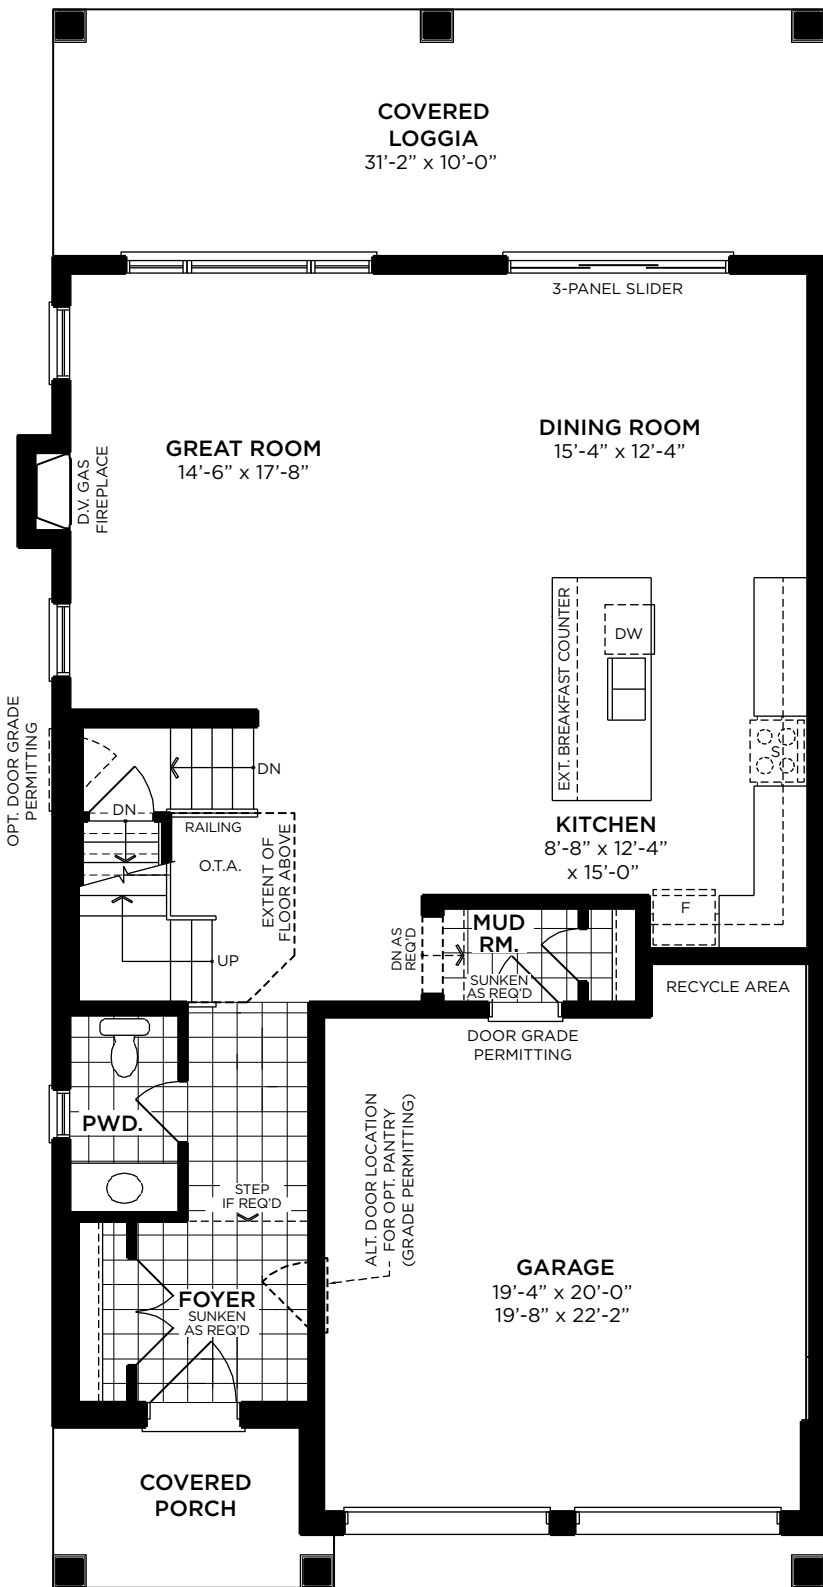 COVERED
LOGGIA
31’-2” x 10’-0”
3-PANEL SLIDER
GREAT ROOM
14’-6” x 17’-8”
DINING ROOM
15’-4” x 12’-4”
D.V. GAS
FIREPLACE
EXT. BREAKFAST COUNTER
DW
S
OPT. DOOR GRADE
PERMITTING
DN
DN
RAILING
O.T.A.
EXTENT OF
FLOOR ABOVE
KITCHEN
8’-8” x 12’-4”
x 15’-0”
F
UP
DN AS
REQ’D
MUD
RM.
SUNKEN
AS REQ’D
RECYCLE AREA
DOOR GRADE
PERMITTING
PWD.
STEP
IF REQ’D
ALT. DOOR LOCATION
FOR OPT. PANTRY
(GRADE PERMITTING)
FOYER
SUNKEN
AS REQ’D
GARAGE
19’-4” x 20’-0”
19’-8” x 22’-2”
COVERED
PORCH